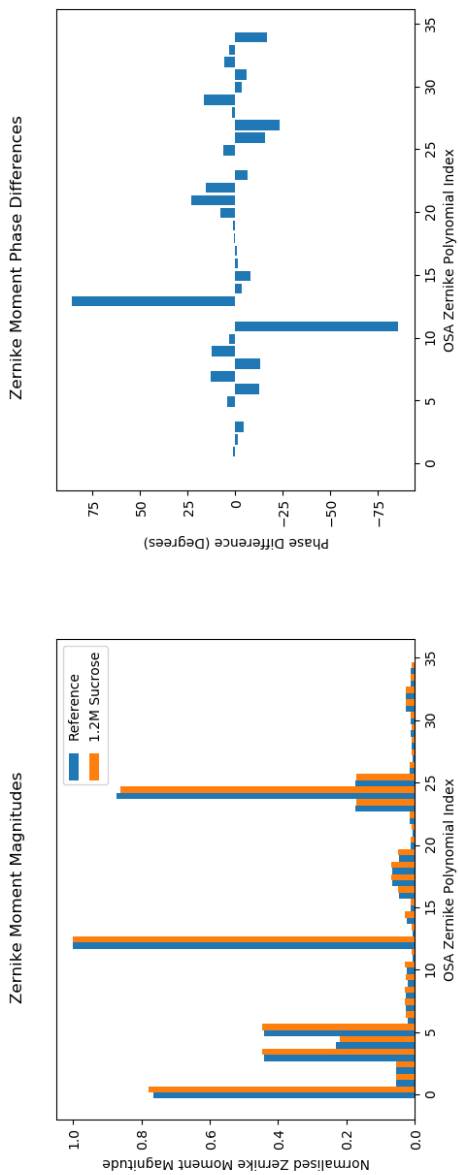 Zernike Moment Magnitudes
Normalised Zernike Moment Magnitude
1.0
0.8
0.6
0.4
0.2
0.0
Reference
1.2M Sucrose
0 5 10 15 20 25 30 35
OSA Zernike Polynomial Index
Zernike Moment Phase Differences
Phase Difference (Degrees)
75
50
25
0
−25
−50
−75
0 5 10 15 20 25 30 35
OSA Zernike Polynomial Index